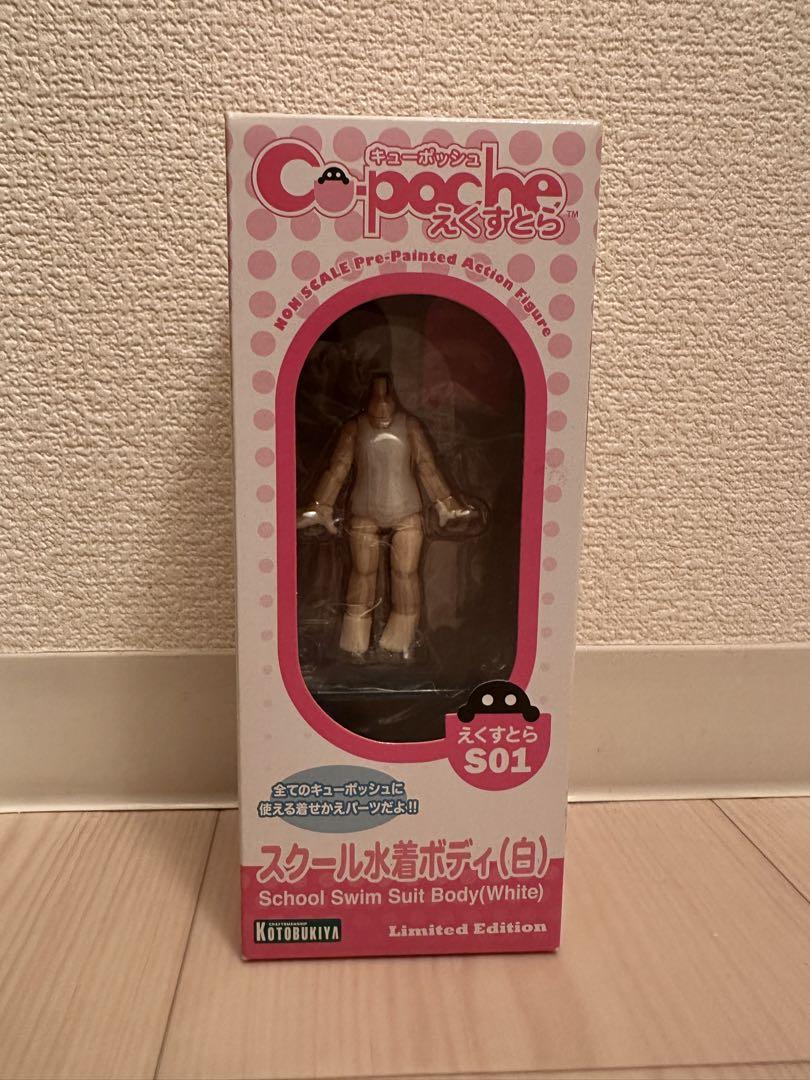 キューポッシュ
Cu-poche
えくすとら™
NON SCALE Pre-Painted Action Figure
えくすとら
S01
全てのキューポッシュに
使える着せかえパーツだよ!!
スクール水着ボディ(白)
School Swim Suit Body(White)
CRAFTSMANSHIP
KOTOBUKIYA
Limited Edition